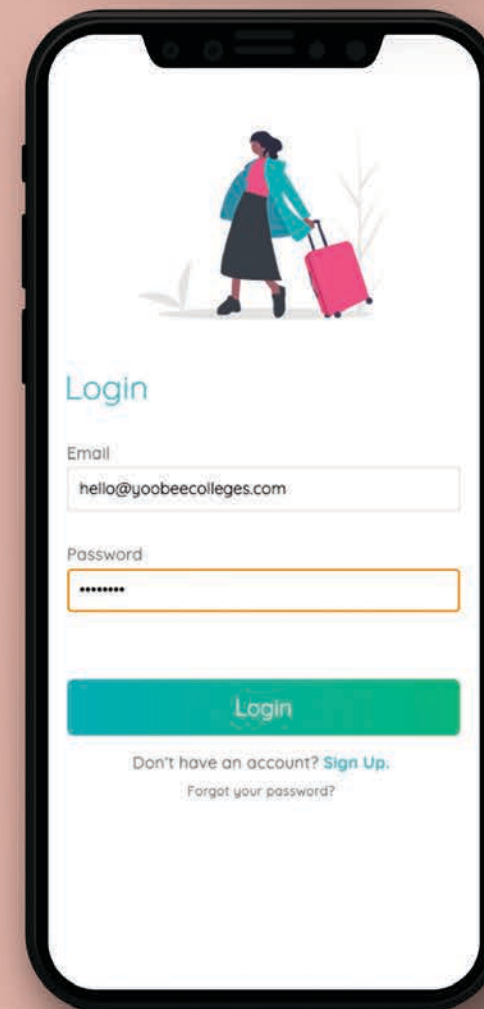 Login
Email
hello@yoobeecolleges.com
Password
••••••••
Login
Don't have an account? Sign Up.
Forgot your password?